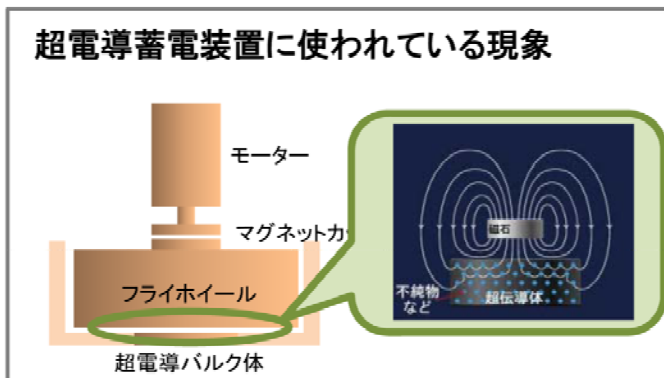 超電導蓄電装置に使われている現象
モーター
マグネットカッ
フライホイール
超電導バルク体
磁石
不純物
など
超伝導体